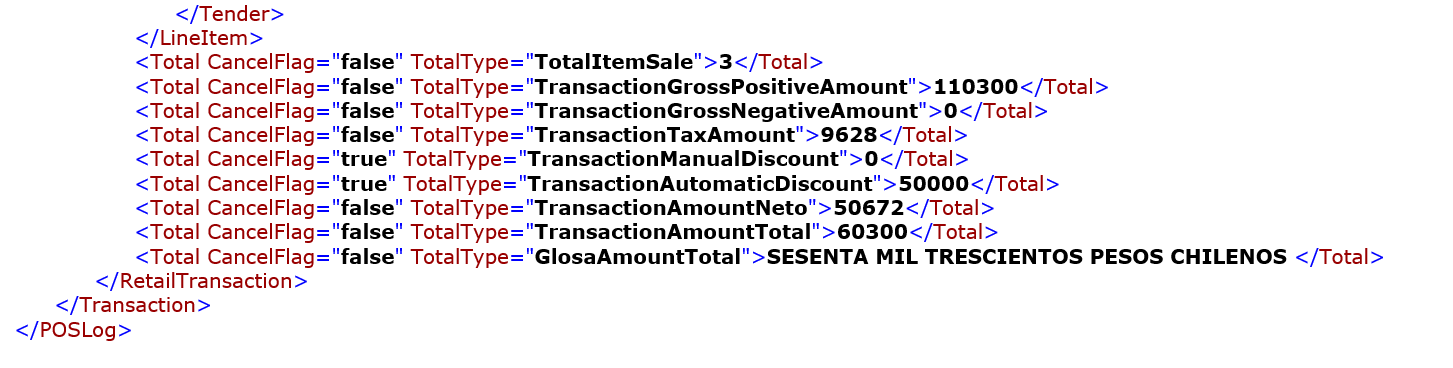 </Tender>
</LineItem>
<Total CancelFlag="false" TotalType="TotalItemSale">3</Total>
<Total CancelFlag="false" TotalType="TransactionGrossPositiveAmount">110300</Total>
<Total CancelFlag="false" TotalType="TransactionGrossNegativeAmount">0</Total>
<Total CancelFlag="false" TotalType="TransactionTaxAmount">9628</Total>
<Total CancelFlag="true" TotalType="TransactionManualDiscount">0</Total>
<Total CancelFlag="true" TotalType="TransactionAutomaticDiscount">50000</Total>
<Total CancelFlag="false" TotalType="TransactionAmountNeto">50672</Total>
<Total CancelFlag="false" TotalType="TransactionAmountTotal">60300</Total>
<Total CancelFlag="false" TotalType="GlosaAmountTotal">SESENTA MIL TRESCIENTOS PESOS CHILENOS </Total>
</RetailTransaction>
</Transaction>
</POSLog>